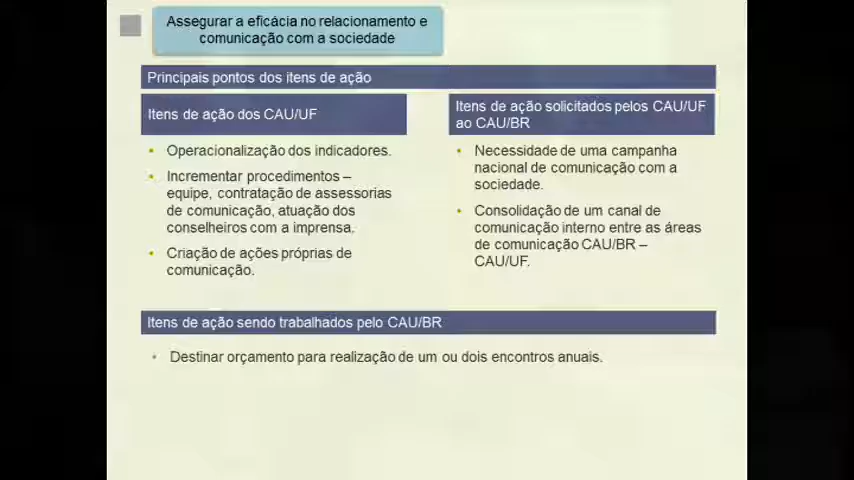 Assegurar a eficácia no relacionamento e
comunicação com a sociedade
Principais pontos dos itens de ação
Itens de ação dos CAU/UF
• Operacionalização dos indicadores.
• Incrementar procedimentos –
equipe, contratação de assessorias
de comunicação, atuação dos
conselheiros com a imprensa.
• Criação de ações próprias de
comunicação.
Itens de ação solicitados pelos CAU/UF
ao CAU/BR
• Necessidade de uma campanha
nacional de comunicação com a
sociedade.
• Consolidação de um canal de
comunicação interno entre as áreas
de comunicação CAU/BR –
CAU/UF.
Itens de ação sendo trabalhados pelo CAU/BR
• Destinar orçamento para realização de um ou dois encontros anuais.